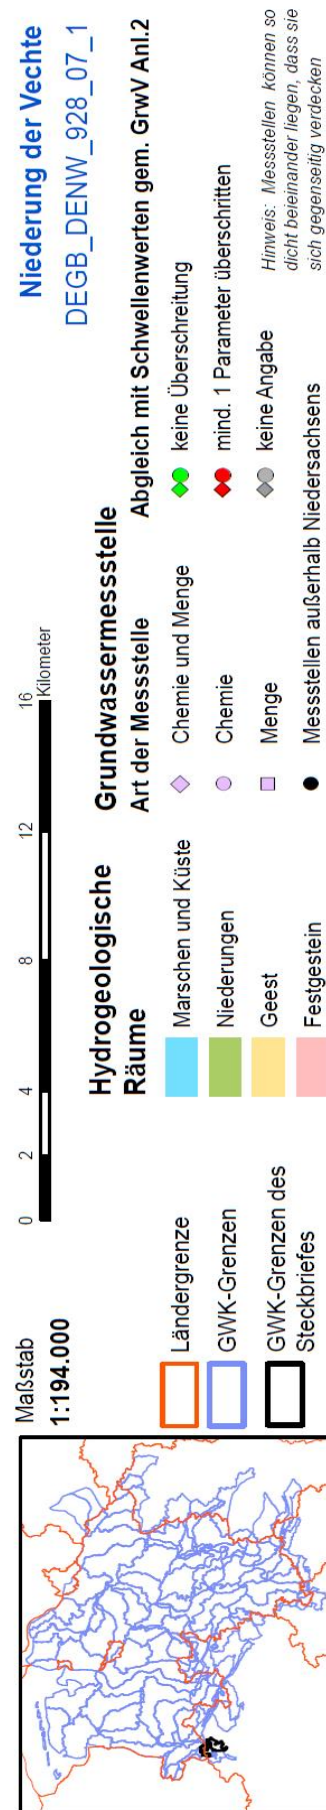 Maßstab
1:194.000
0 2 4 8 12 16
Kilometer
Niederung der Vechte
DEGB_DENW_928_07_1
Ländergrenze
GWK-Grenzen
GWK-Grenzen des
Steckbriefes
Hydrogeologische
Räume
Marschen und Küste
Niederungen
Geest
Festgestein
Grundwassermessstelle
Art der Messstelle
Chemie und Menge
Chemie
Menge
Messstellen außerhalb Niedersachsens
Abgleich mit Schwellenwerten gem. GrwV Anl.2
keine Überschreitung
mind. 1 Parameter überschritten
keine Angabe
Hinweis: Messstellen können so
dicht beieinander liegen, dass sie
sich gegenseitig verdecken